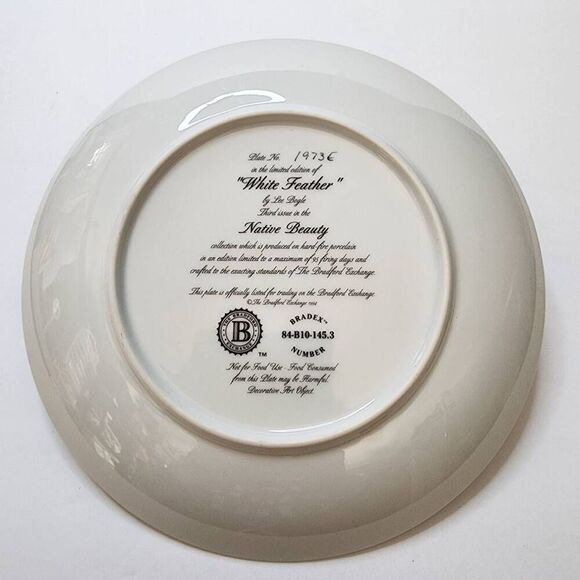 Plate No. 1973E
in the limited edition of
"White Feather"
by Lee Bogle
Third issue in the
Native Beauty
collection which is produced on hard-fire porcelain
in an edition limited to a maximum of 95 firing days and
crafted to the exacting standards of The Bradford Exchange.
This plate is officially listed for trading on the Bradford Exchange.
©The Bradford Exchange 1994
THE BRADFORD
B
EXCHANGE
TM
BRADEX™
84-B10-145.3
NUMBER
Not for Food Use - Food Consumed
from this Plate may be Harmful.
Decorative Art Object.